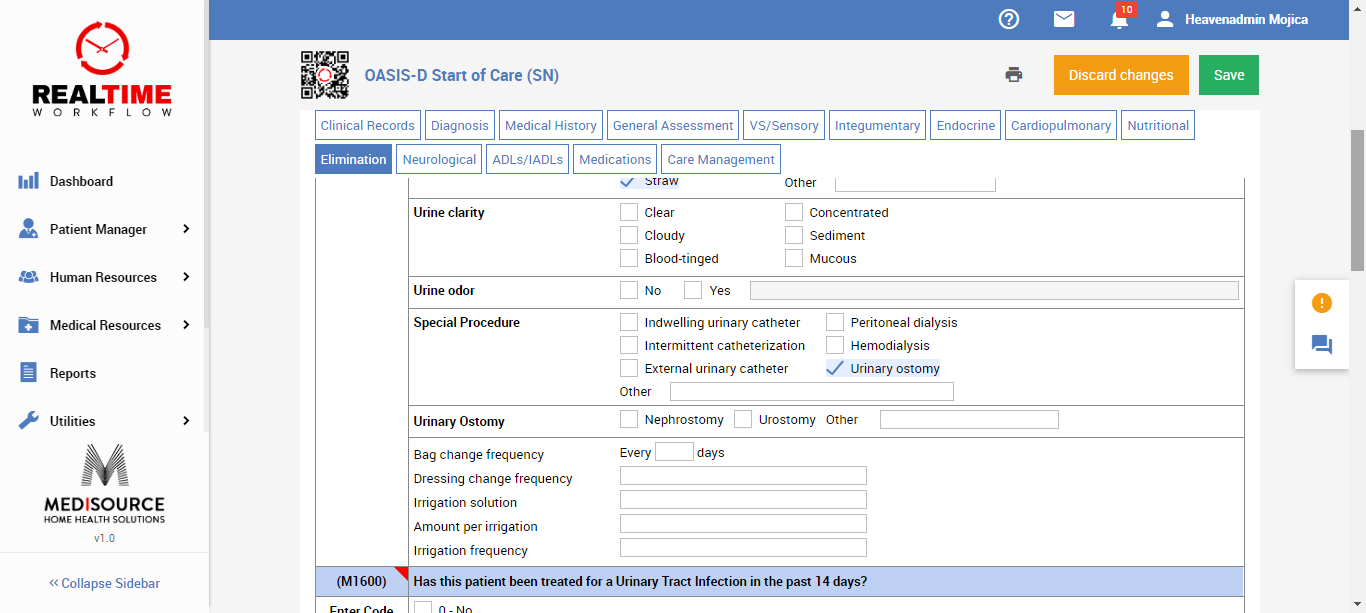 10
Heavenadmin Mojica
REALTIME
WORKFLOW
OASIS-D Start of Care (SN)
Discard changes
Save
Clinical Records
Diagnosis
Medical History
General Assessment
VS/Sensory
Integumentary
Endocrine
Cardiopulmonary
Nutritional
Elimination
Neurological
ADLs/IADLs
Medications
Care Management
Dashboard
Patient Manager
Human Resources
Medical Resources
Reports
Utilities
MEDISOURCE
HOME HEALTH SOLUTIONS
v1.0
<< Collapse Sidebar
Straw Other
Urine clarity Clear Concentrated
Cloudy Sediment
Blood-tinged Mucous
Urine odor No Yes
Special Procedure Indwelling urinary catheter Peritoneal dialysis
Intermittent catheterization Hemodialysis
External urinary catheter Urinary ostomy
Other
Urinary Ostomy Nephrostomy Urostomy Other
Bag change frequency Every days
Dressing change frequency
Irrigation solution
Amount per irrigation
Irrigation frequency
(M1600) Has this patient been treated for a Urinary Tract Infection in the past 14 days?
Enter Code 0 - No